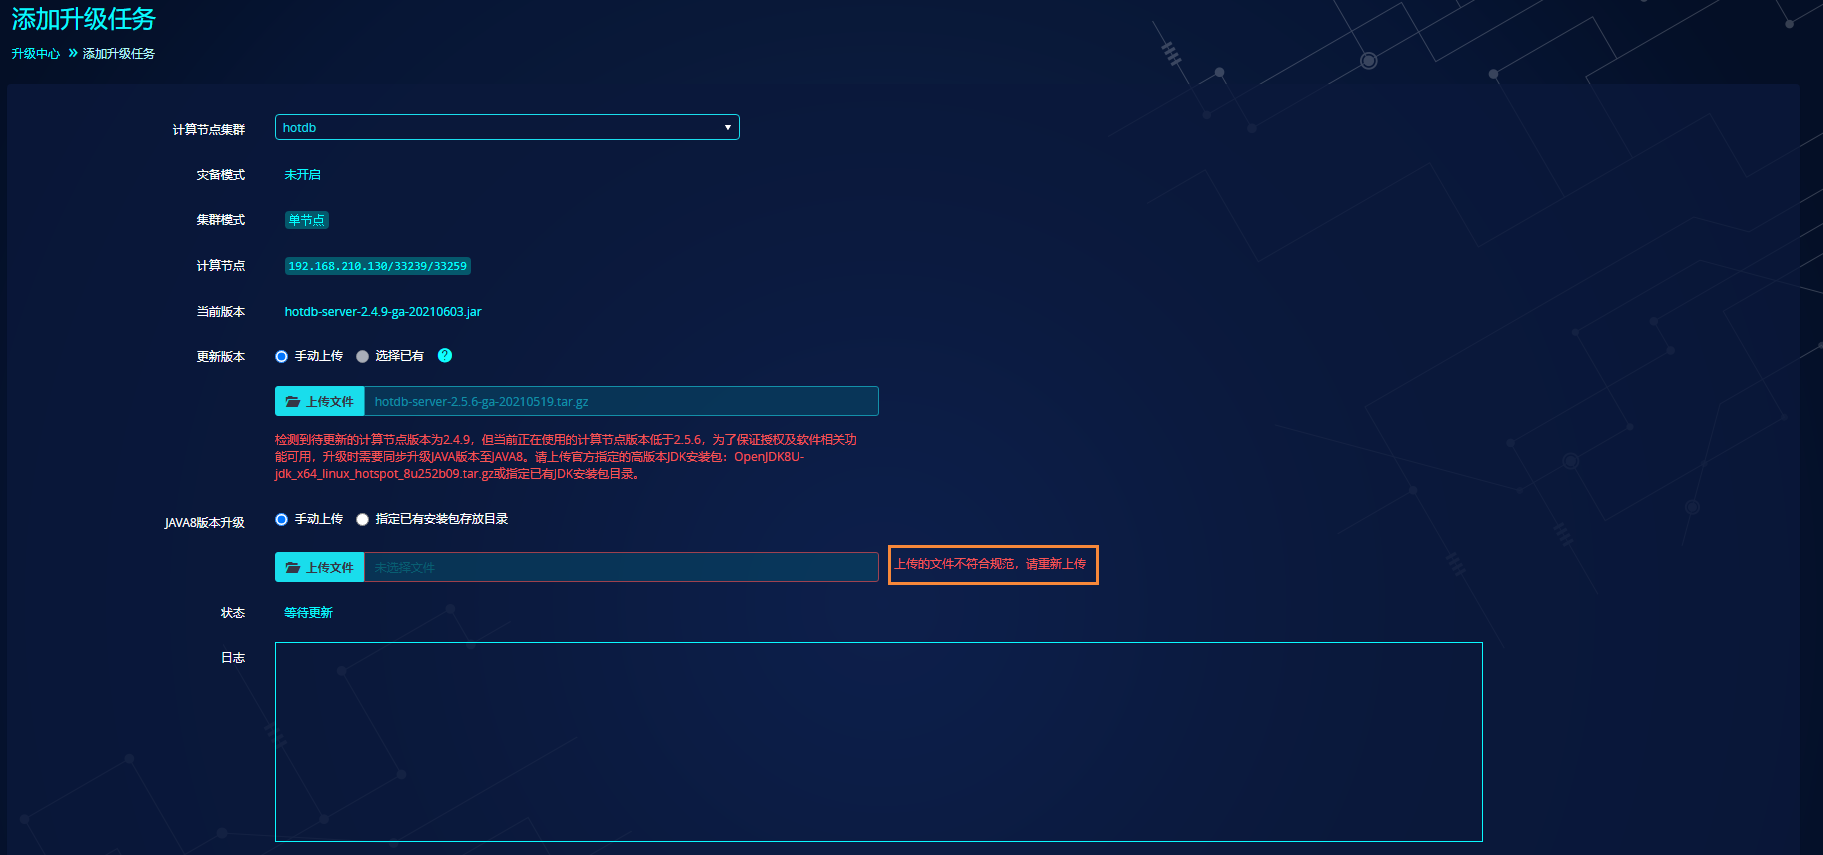 添加升级任务
升级中心 » 添加升级任务
计算节点集群 hotdb
灾备模式 未开启
集群模式 单节点
计算节点 192.168.210.130/33239/33259
当前版本 hotdb-server-2.4.9-ga-20210603.jar
更新版本 手动上传 选择已有 ?
上传文件 hotdb-server-2.5.6-ga-20210519.tar.gz
检测到待更新的计算节点版本为2.4.9，但当前正在使用的计算节点版本低于2.5.6，为了保证授权及软件相关功
能可用，升级时需要同步升级JAVA版本至JAVA8。请上传官方指定的高版本JDK安装包：OpenJDK8U-
jdk_x64_linux_hotspot_8u252b09.tar.gz或指定已有JDK安装包目录。
JAVA8版本升级 手动上传 指定已有安装包存放目录
上传文件 未选择文件 上传的文件不符合规范，请重新上传
状态 等待更新
日志